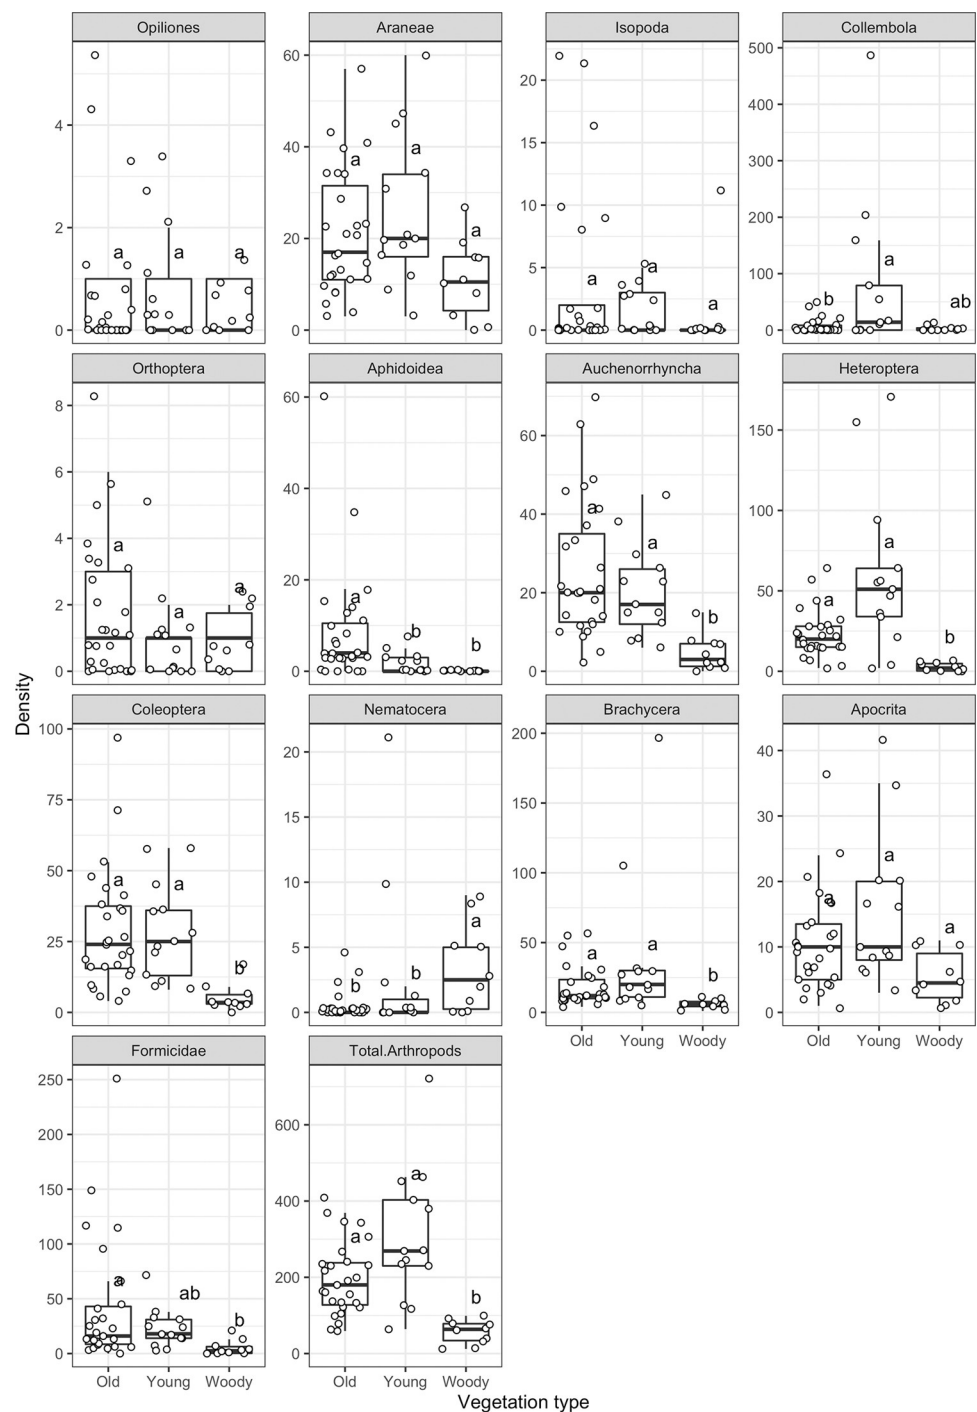 Opiliones Araneae Isopoda Collembola
4
2
0
a a a
60
40
20
0
a a a
20
15
10
5
0
a a a
500
400
300
200
100
0
b a ab
Orthoptera Aphidoidea Auchenorrhyncha Heteroptera
8
6
4
2
0
a a a
60
40
20
0
a b b
60
40
20
0
a a b
150
100
50
0
a a b
Density
Coleoptera Nematocera Brachycera Apocrita
100
75
50
25
0
a a b
20
15
10
5
0
b b a
200
150
100
50
0
a a b
40
30
20
10
0
a a a
Old Young Woody Old Young Woody
Formicidae Total.Arthropods
250
200
150
100
50
0
a ab b
600
400
200
0
a a b
Old Young Woody Old Young Woody
Vegetation type